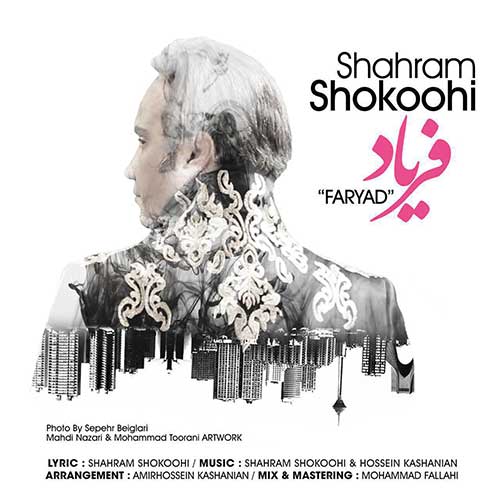 Shahram
Shokoohi
فریاد
"FARYAD"
Photo By Sepehr Beiglari
Mahdi Nazari & Mohammad Toorani ARTWORK
LYRIC : SHAHRAM SHOKOOHI / MUSIC : SHAHRAM SHOKOOHI & HOSSEIN KASHANIAN
ARRANGEMENT : AMIRHOSSEIN KASHANIAN / MIX & MASTERING : MOHAMMAD FALLAHI